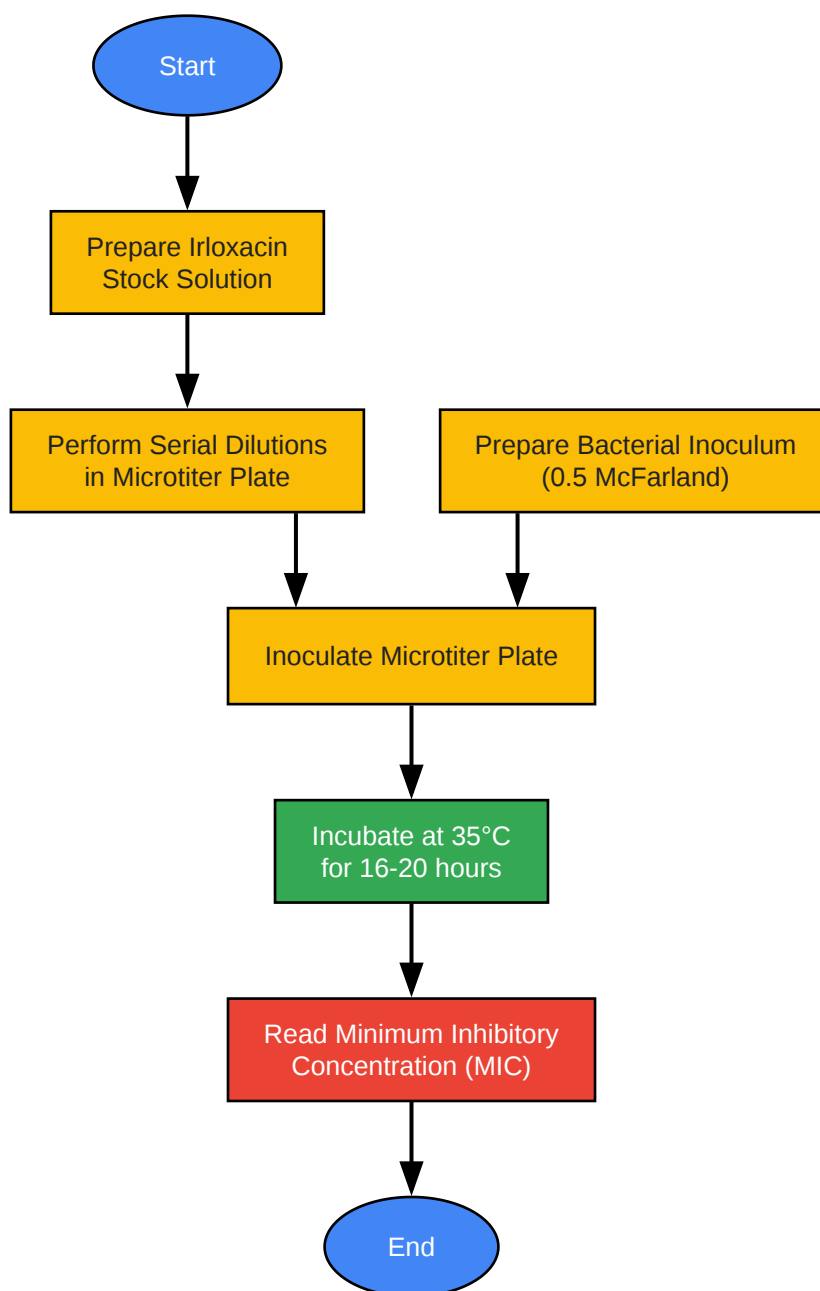 Start
Prepare Irloxacin
Stock Solution
Perform Serial Dilutions
in Microtiter Plate
Prepare Bacterial Inoculum
(0.5 McFarland)
Inoculate Microtiter Plate
Incubate at 35°C
for 16-20 hours
Read Minimum Inhibitory
Concentration (MIC)
End